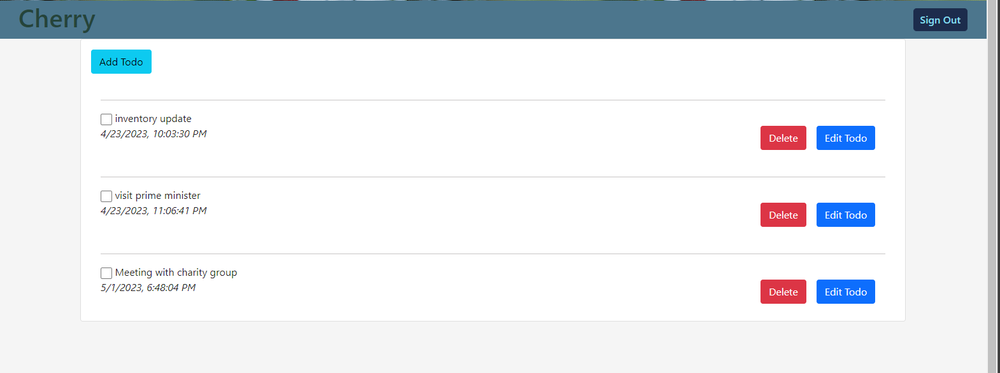 Cherry
Sign Out
Add Todo
inventory update
4/23/2023, 10:03:30 PM
Delete
Edit Todo
visit prime minister
4/23/2023, 11:06:41 PM
Delete
Edit Todo
Meeting with charity group
5/1/2023, 6:48:04 PM
Delete
Edit Todo